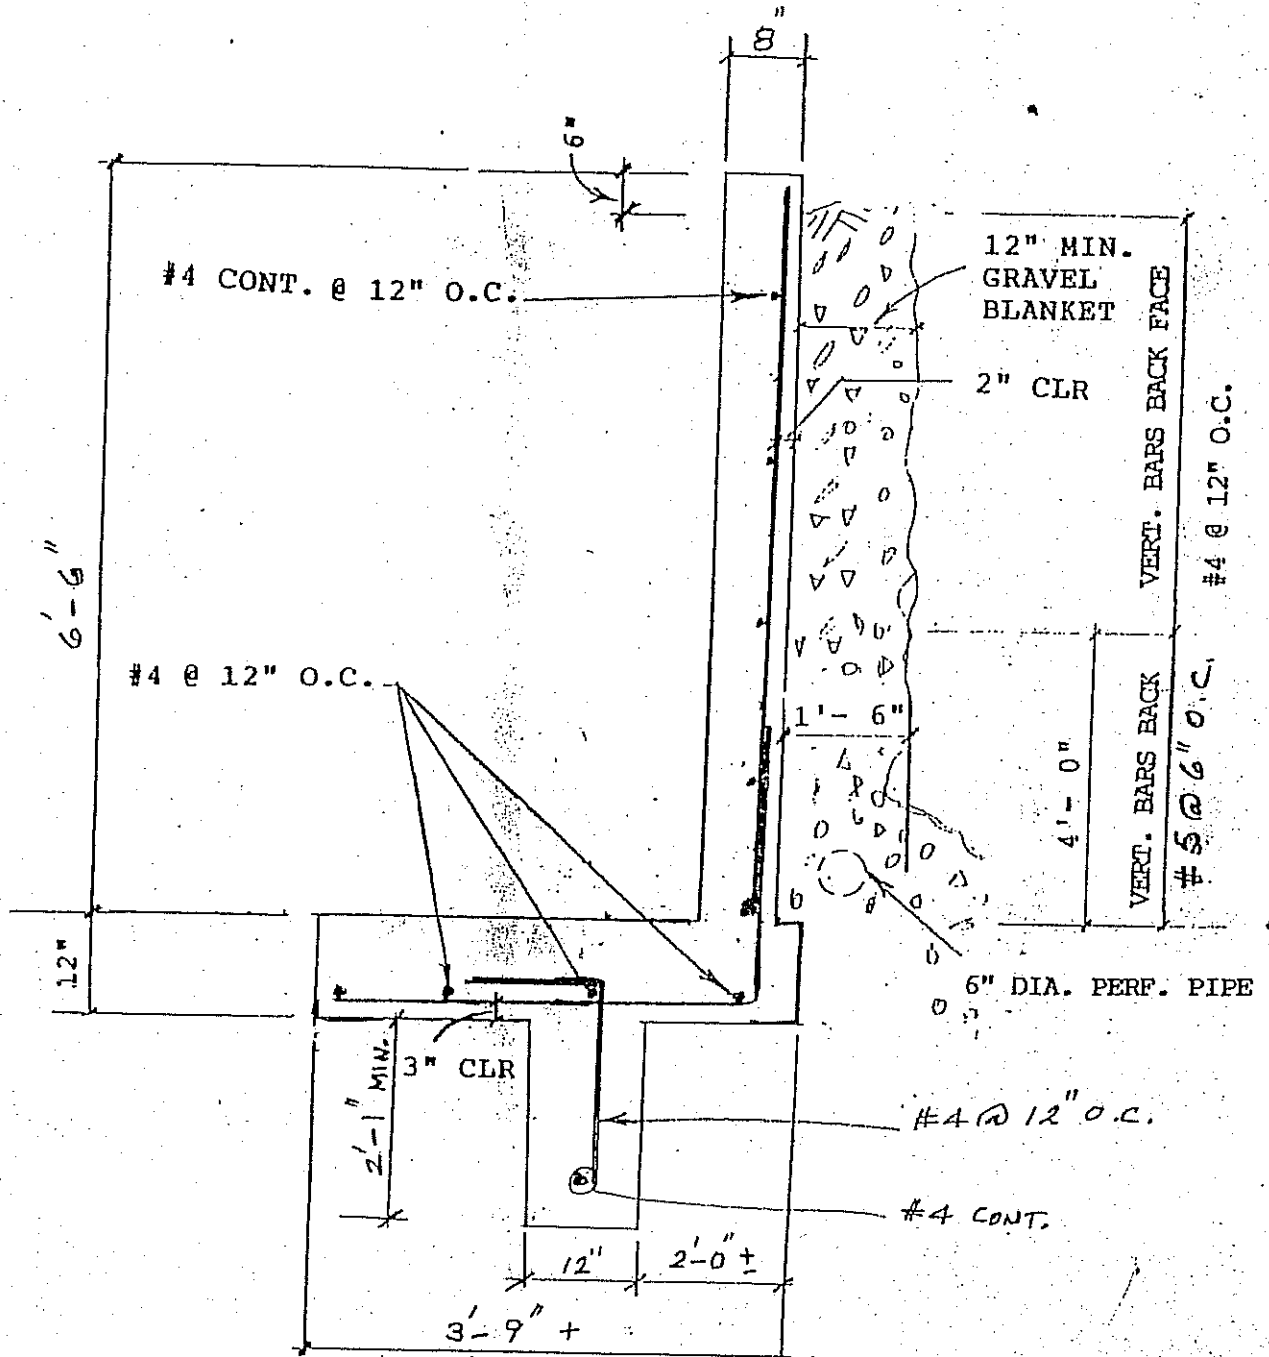 8"
6"
#4 CONT. @ 12" O.C.
12" MIN.
GRAVEL
BLANKET
2" CLR
VERT. BARS BACK FACE
#4 @ 12" O.C.
6'-6"
#4 @ 12" O.C.
1'- 6"
4'- 0"
VERT. BARS BACK
#5 @ 6" O.C.
12"
6" DIA. PERF. PIPE
3" CLR
2'-1" MIN.
#4 @ 12" O.C.
#4 CONT.
12"
2'-0" ±
3'-9" +